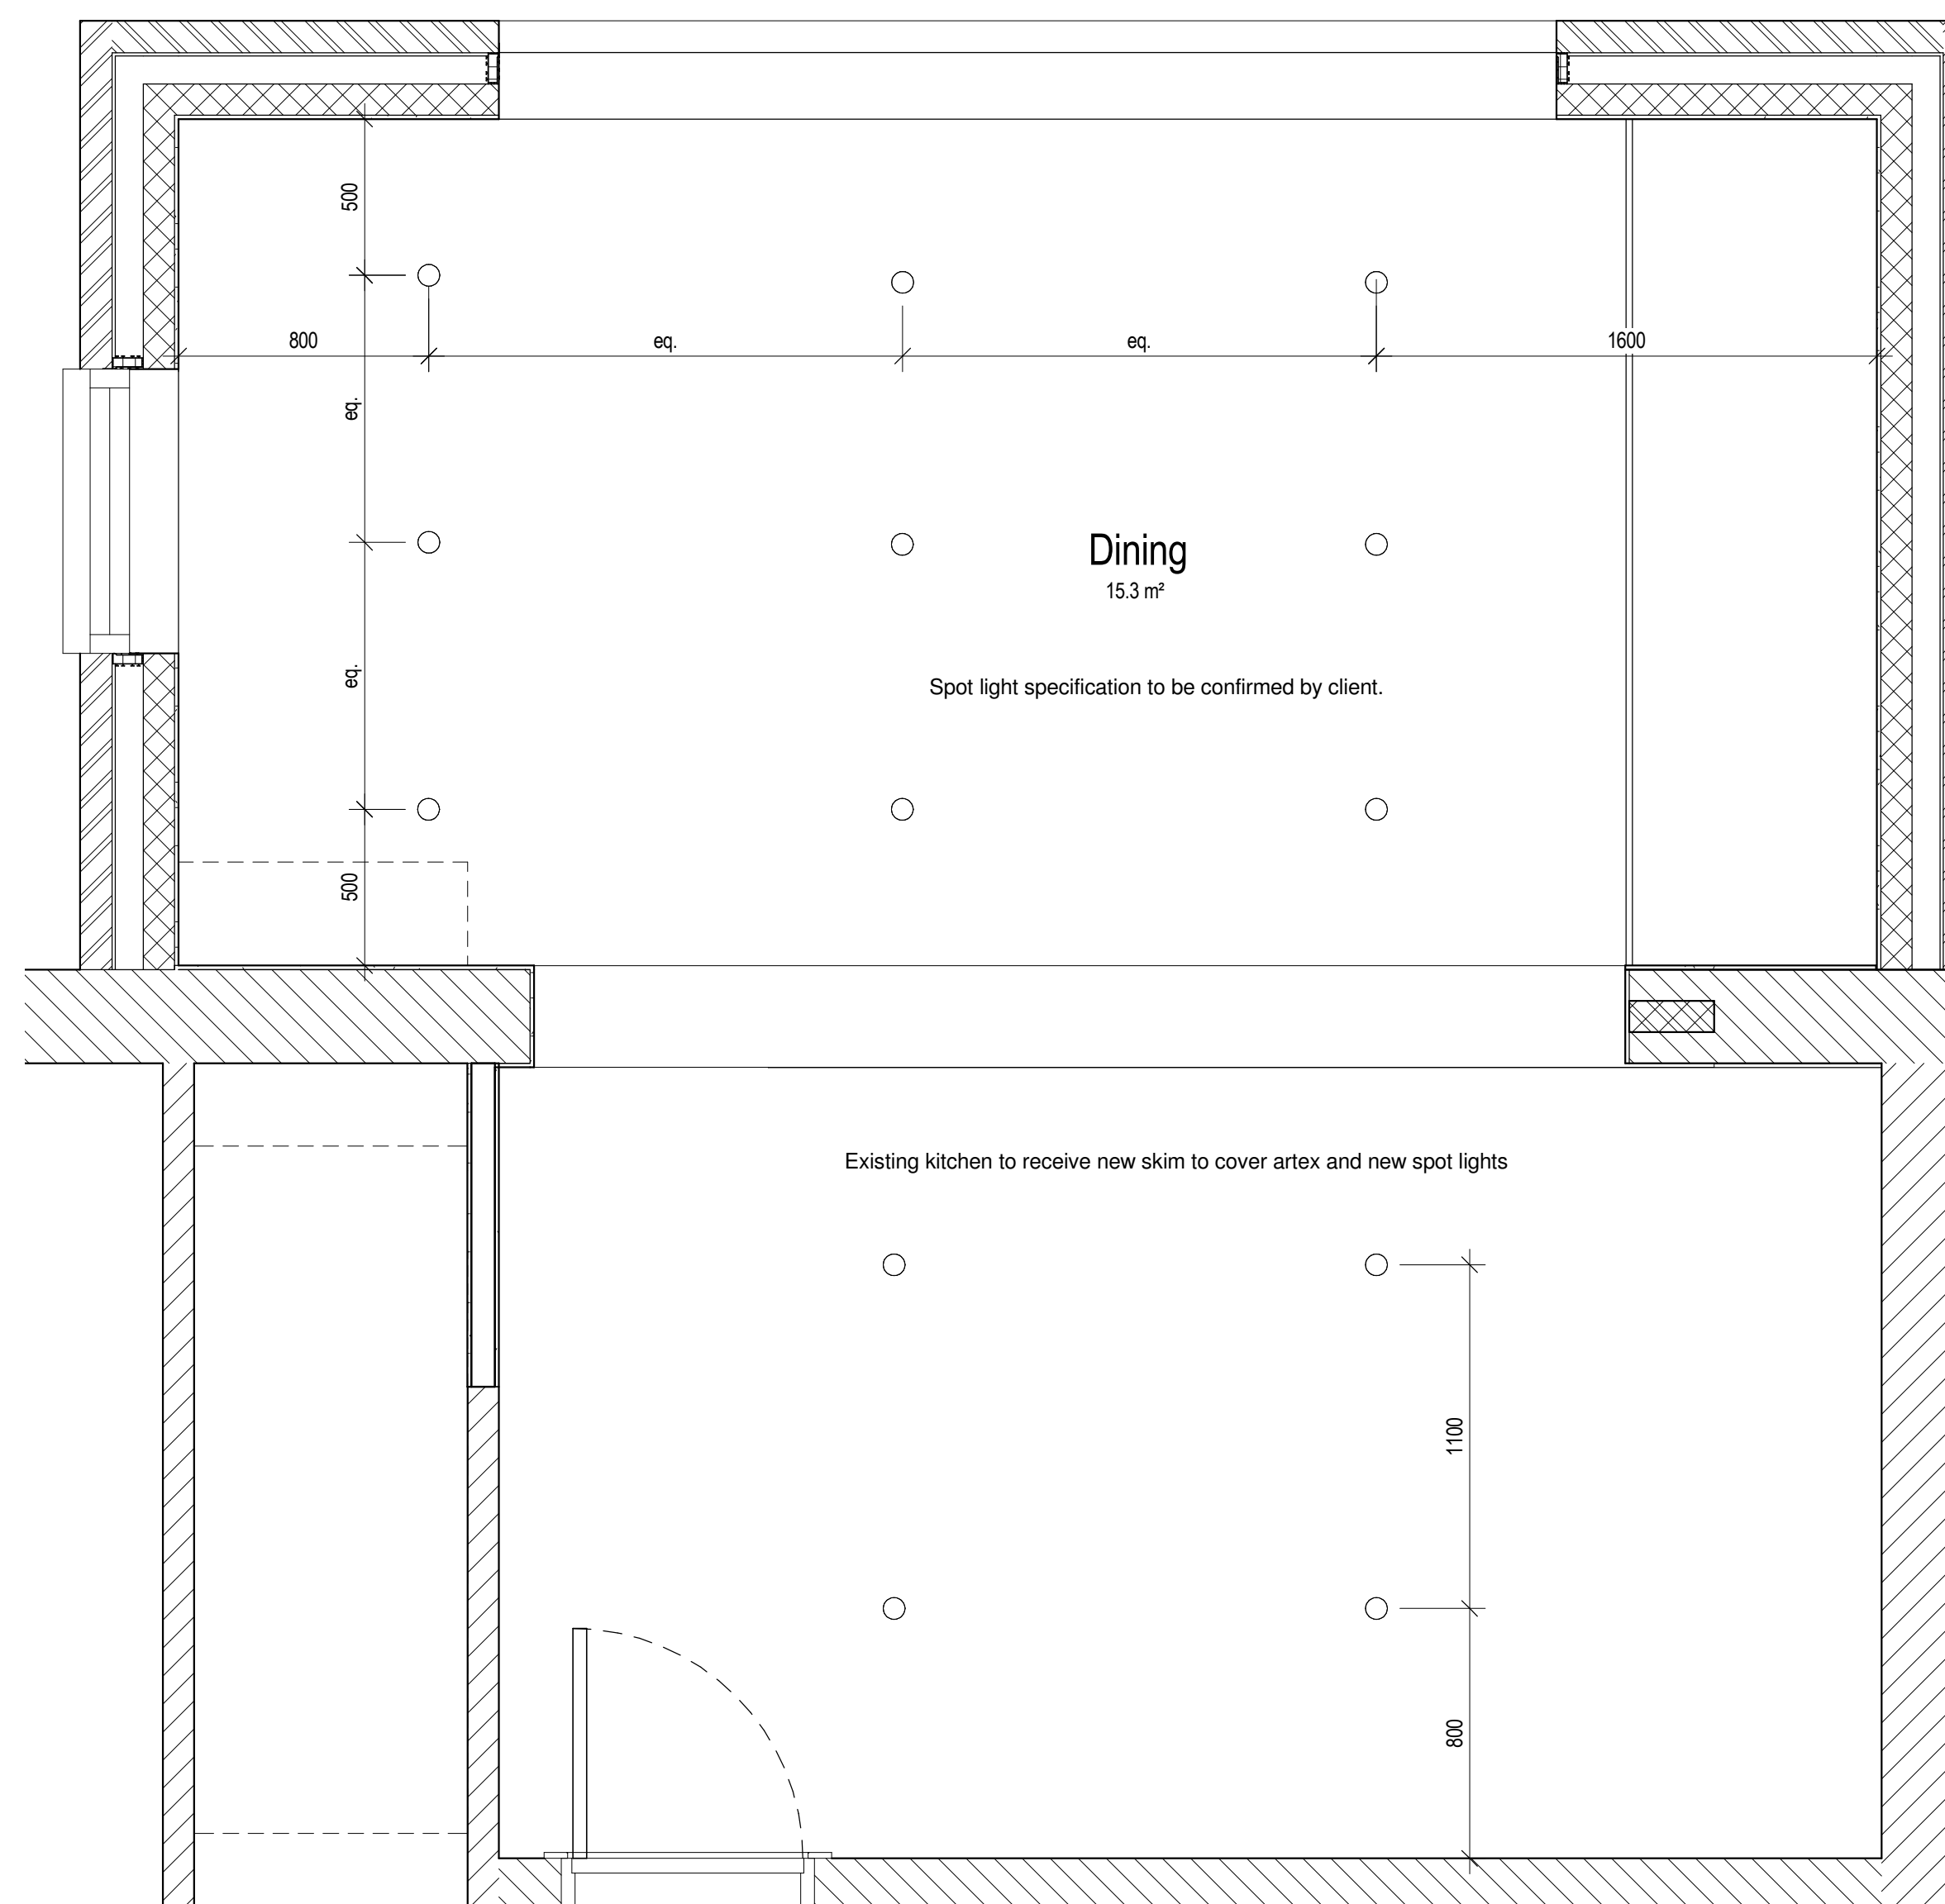 500
800
eq.
eq.
1600
eq.
Dining
15.3 m²
eq.
Spot light specification to be confirmed by client.
500
Existing kitchen to receive new skim to cover artex and new spot lights
1100
800